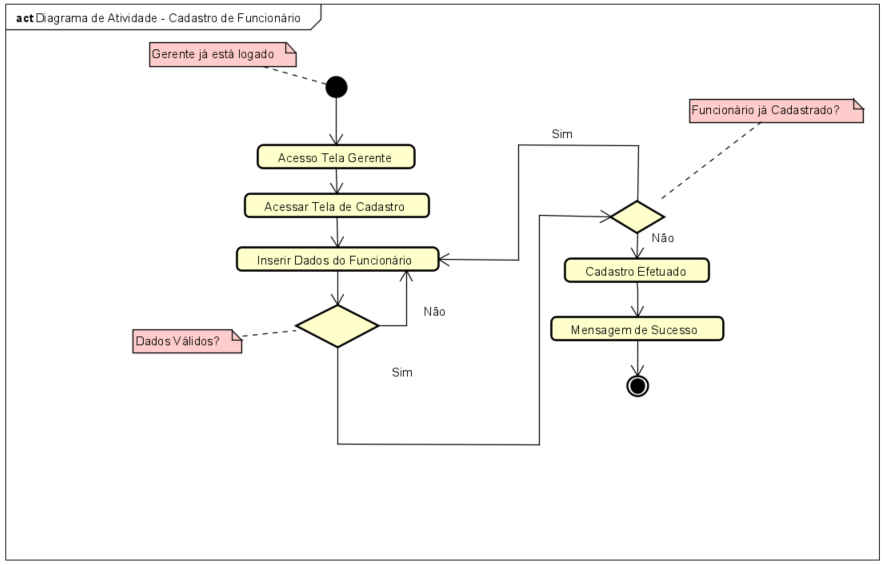 act Diagrama de Atividade - Cadastro de Funcionário
Gerente já está logado
Funcionário já Cadastrado?
Sim
Acesso Tela Gerente
Acessar Tela de Cadastro
Não
Inserir Dados do Funcionário
Cadastro Efetuado
Não
Mensagem de Sucesso
Dados Válidos?
Sim